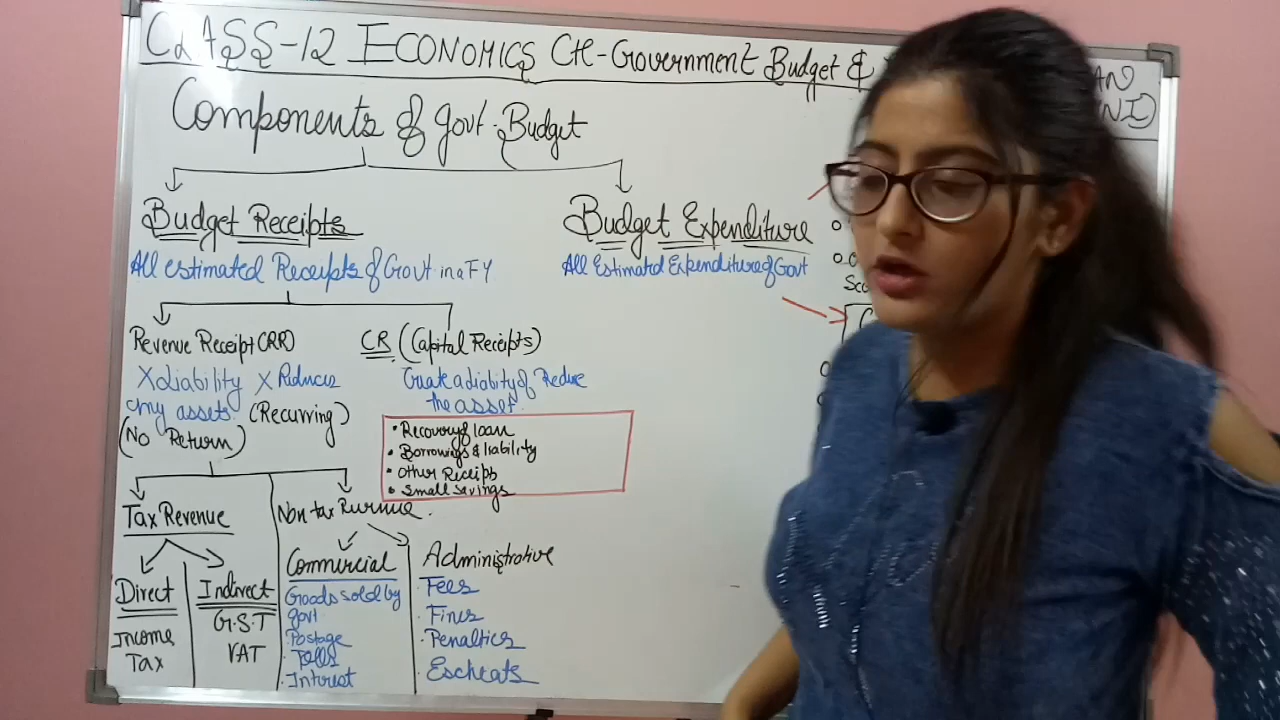 CLASS-12 ECONOMICS CH-Government Budget &
Components of Govt. Budget
Budget Receipts
All estimated Receipts of Govt in a FY
Budget Expenditure
All Estimated Expenditure of Govt
Revenue Receipt (RR)
X liability X Reduces
any assets. (Recurring)
(No Return)
CR (Capital Receipts)
the asset.
• Recovery of loan
• Borrowings & liability
• Other Receipts
• Small Savings
Tax Revenue
Non tax Revenue.
Direct
Income
Tax
Indirect
G.S.T
VAT
Commercial
Goods sold by
govt
Postage
Tolls
Interest
Administrative
Fees
Fines
Penalties
Escheats